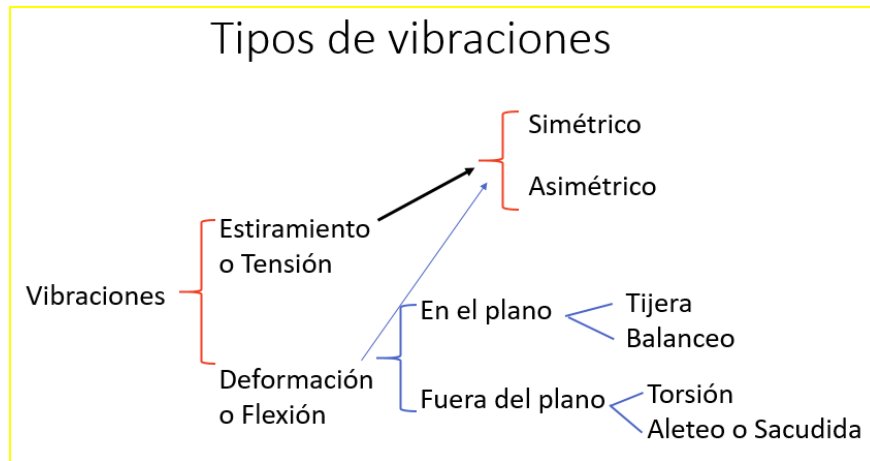 Tipos de vibraciones
Simétrico
Asimétrico
Estiramiento
o Tensión
Vibraciones
En el plano
Tijera
Balanceo
Deformación
o Flexión
Fuera del plano
Torsión
Aleteo o Sacudida